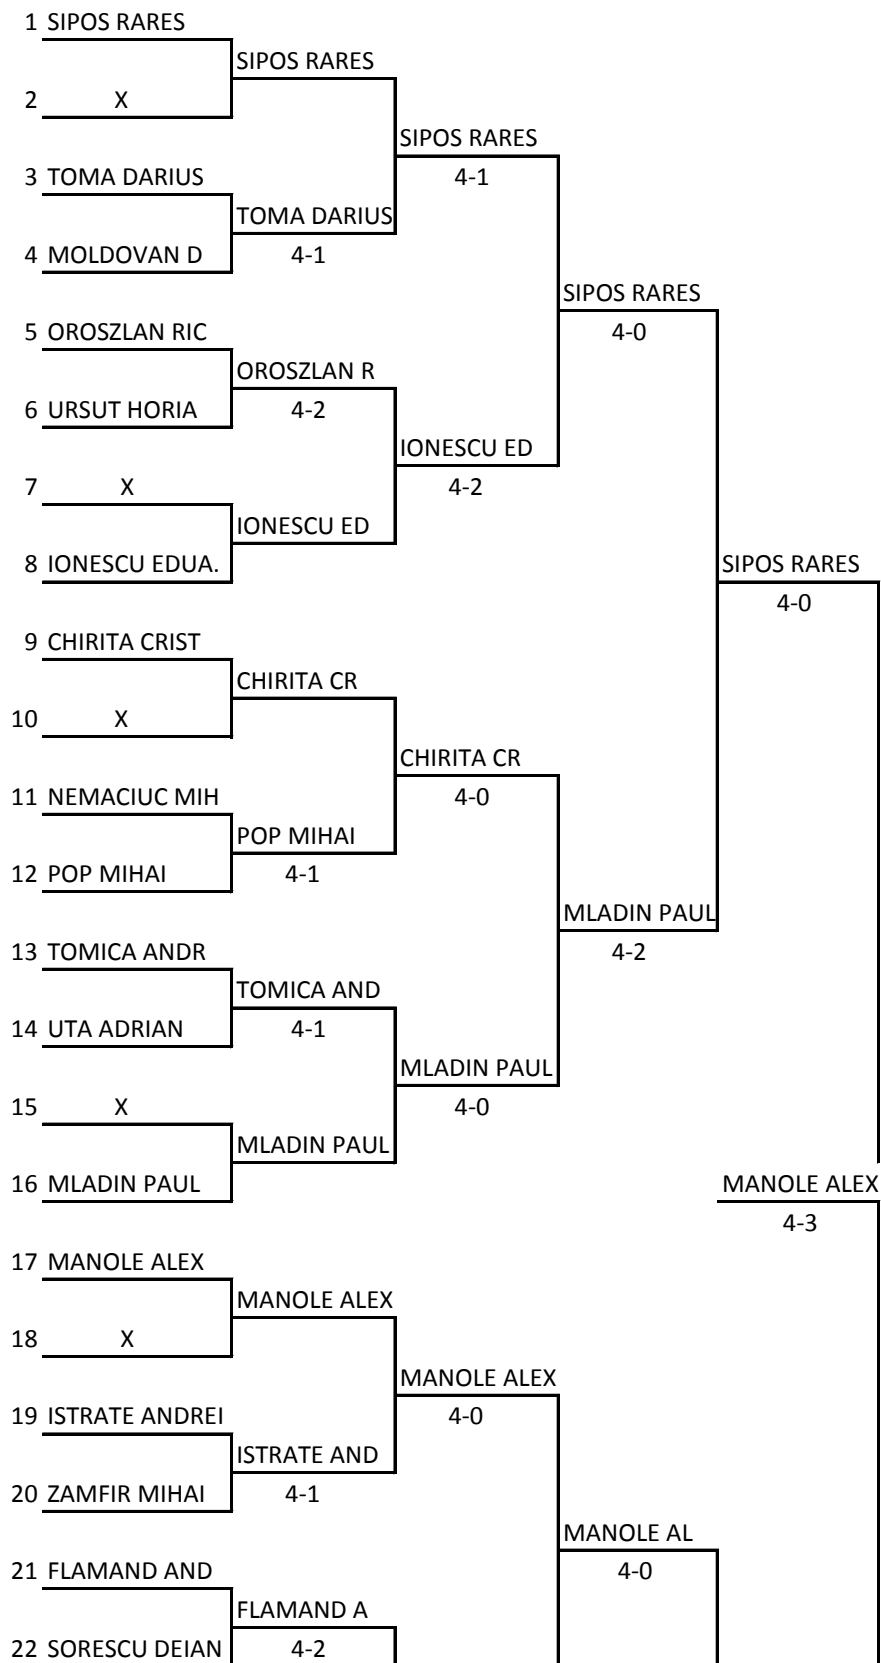 1 SIPOS RARES
SIPOS RARES
2 X
SIPOS RARES
3 TOMA DARIUS 4-1
TOMA DARIUS
4 MOLDOVAN D 4-1
SIPOS RARES
5 OROSZLAN RIC 4-0
OROSZLAN R
6 URSUT HORIA 4-2
IONESCU ED
7 X 4-2
IONESCU ED
8 IONESCU EDUA. SIPOS RARES
4-0
9 CHIRITA CRIST
CHIRITA CR
10 X
CHIRITA CR
11 NEMACIUC MIH 4-0
POP MIHAI
12 POP MIHAI 4-1
MLADIN PAUL
13 TOMICA ANDR 4-2
TOMICA AND
14 UTA ADRIAN 4-1
MLADIN PAUL
15 X 4-0
MLADIN PAUL
16 MLADIN PAUL MANOLE ALEX
4-3
17 MANOLE ALEX
MANOLE ALEX
18 X
MANOLE ALEX
19 ISTRATE ANDREI 4-0
ISTRATE AND
20 ZAMFIR MIHAI 4-1
MANOLE AL
21 FLAMAND AND 4-0
FLAMAND A
22 SORESCU DEIAN 4-2